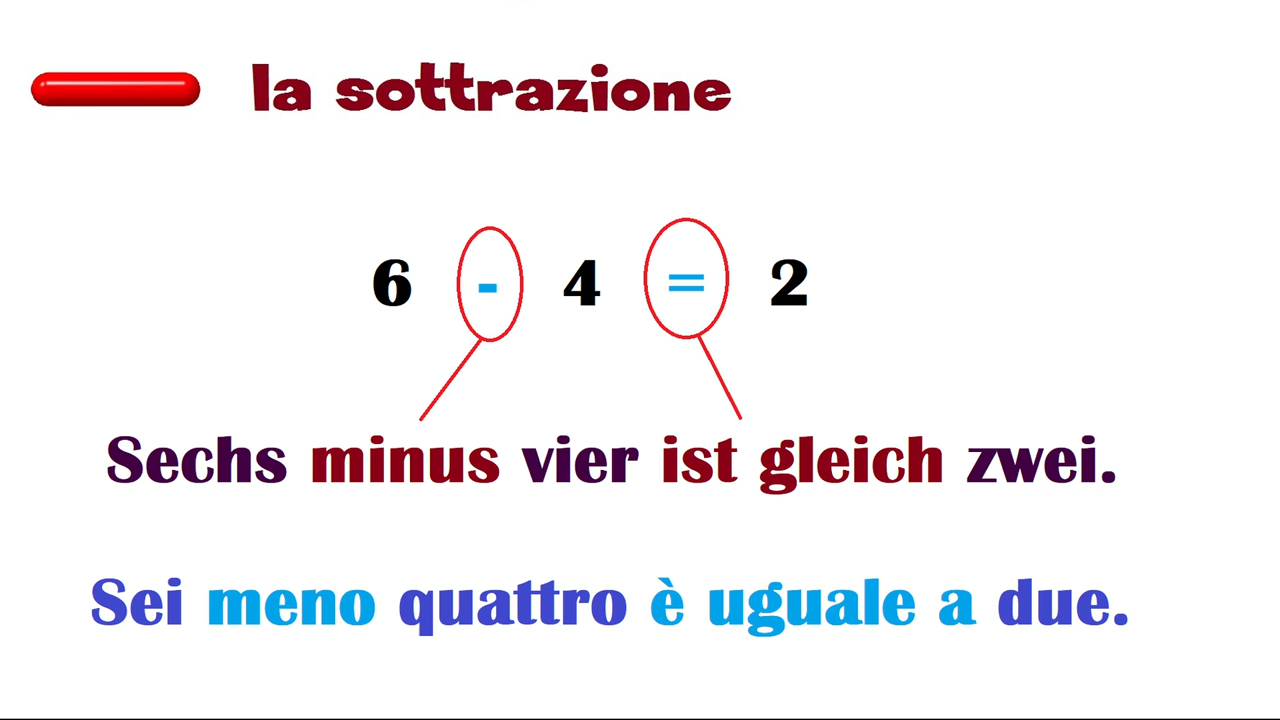 la sottrazione
6 - 4 = 2
Sechs minus vier ist gleich zwei.
Sei meno quattro è uguale a due.